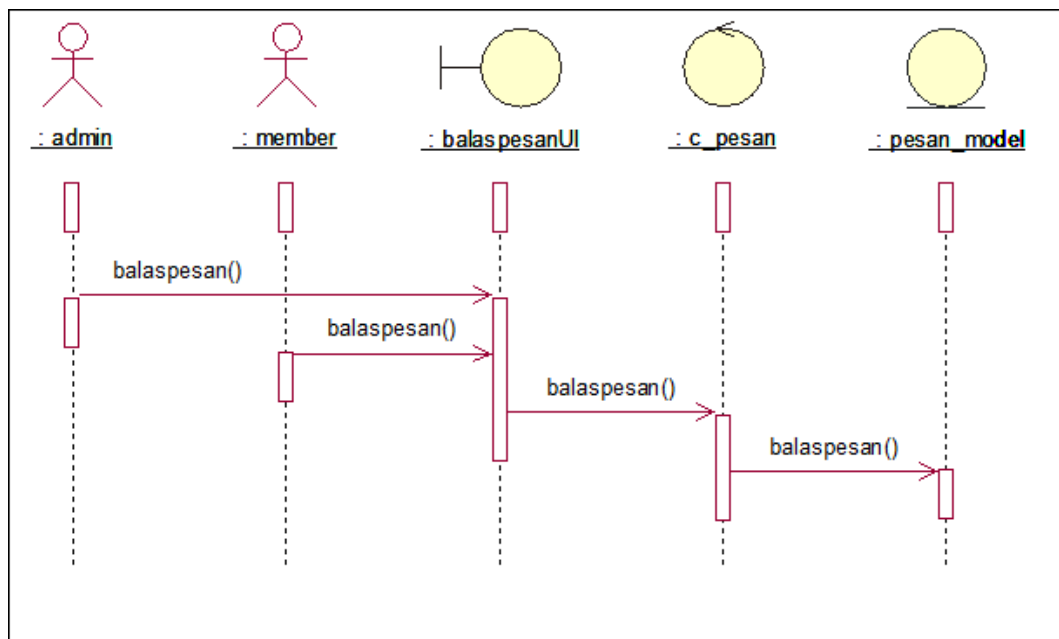 : admin
: member
: balaspesanUI
: c_pesan
: pesan_model
balaspesan()
balaspesan()
balaspesan()
balaspesan()